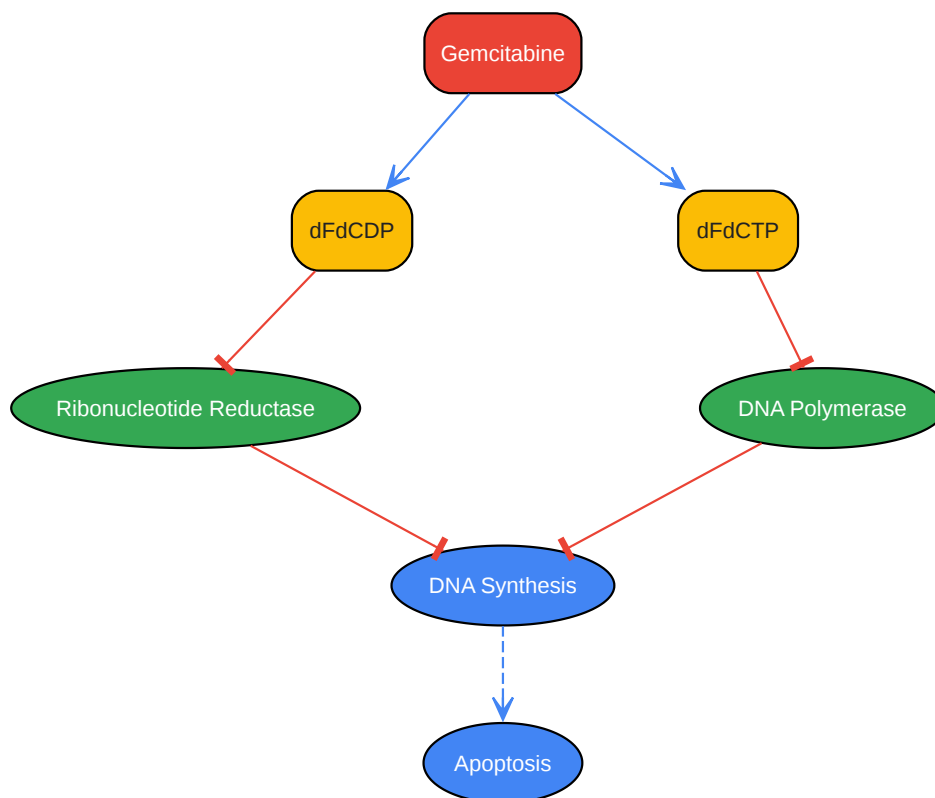 Gemcitabine
dFdCDP
dFdCTP
Ribonucleotide Reductase
DNA Polymerase
DNA Synthesis
Apoptosis